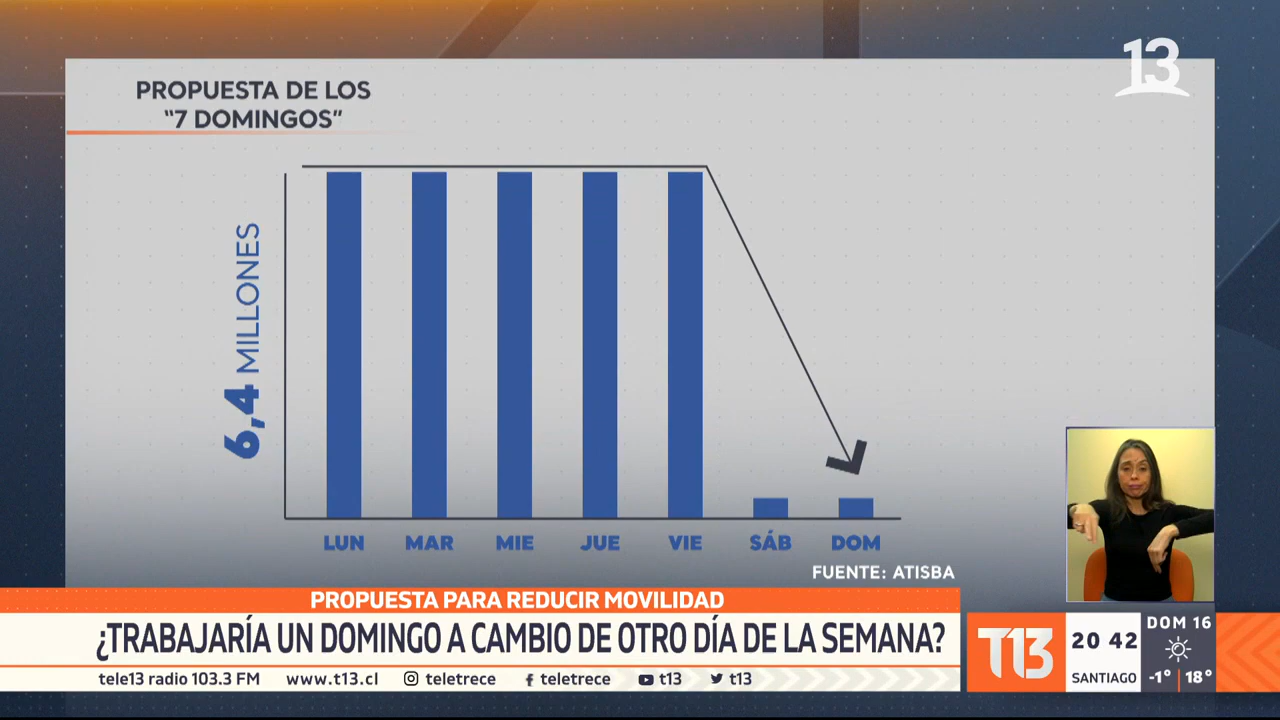 13
PROPUESTA DE LOS
“7 DOMINGOS”
6,4 MILLONES
LUN MAR MIE JUE VIE SÁB DOM
FUENTE: ATISBA
PROPUESTA PARA REDUCIR MOVILIDAD
¿TRABAJARÍA UN DOMINGO A CAMBIO DE OTRO DÍA DE LA SEMANA?
tele13 radio 103.3 FM www.t13.cl teletrece teletrece t13 t13
T13
20 42
SANTIAGO
DOM 16
-1° 18°